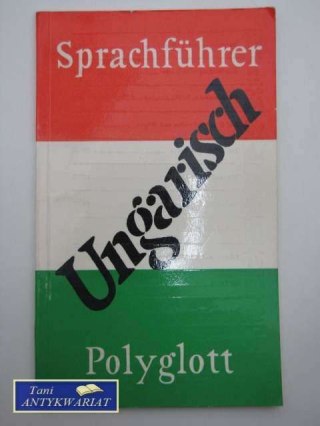 Sprachführer
Ungarisch
Polyglott
Tani
ANTYKWARIAT